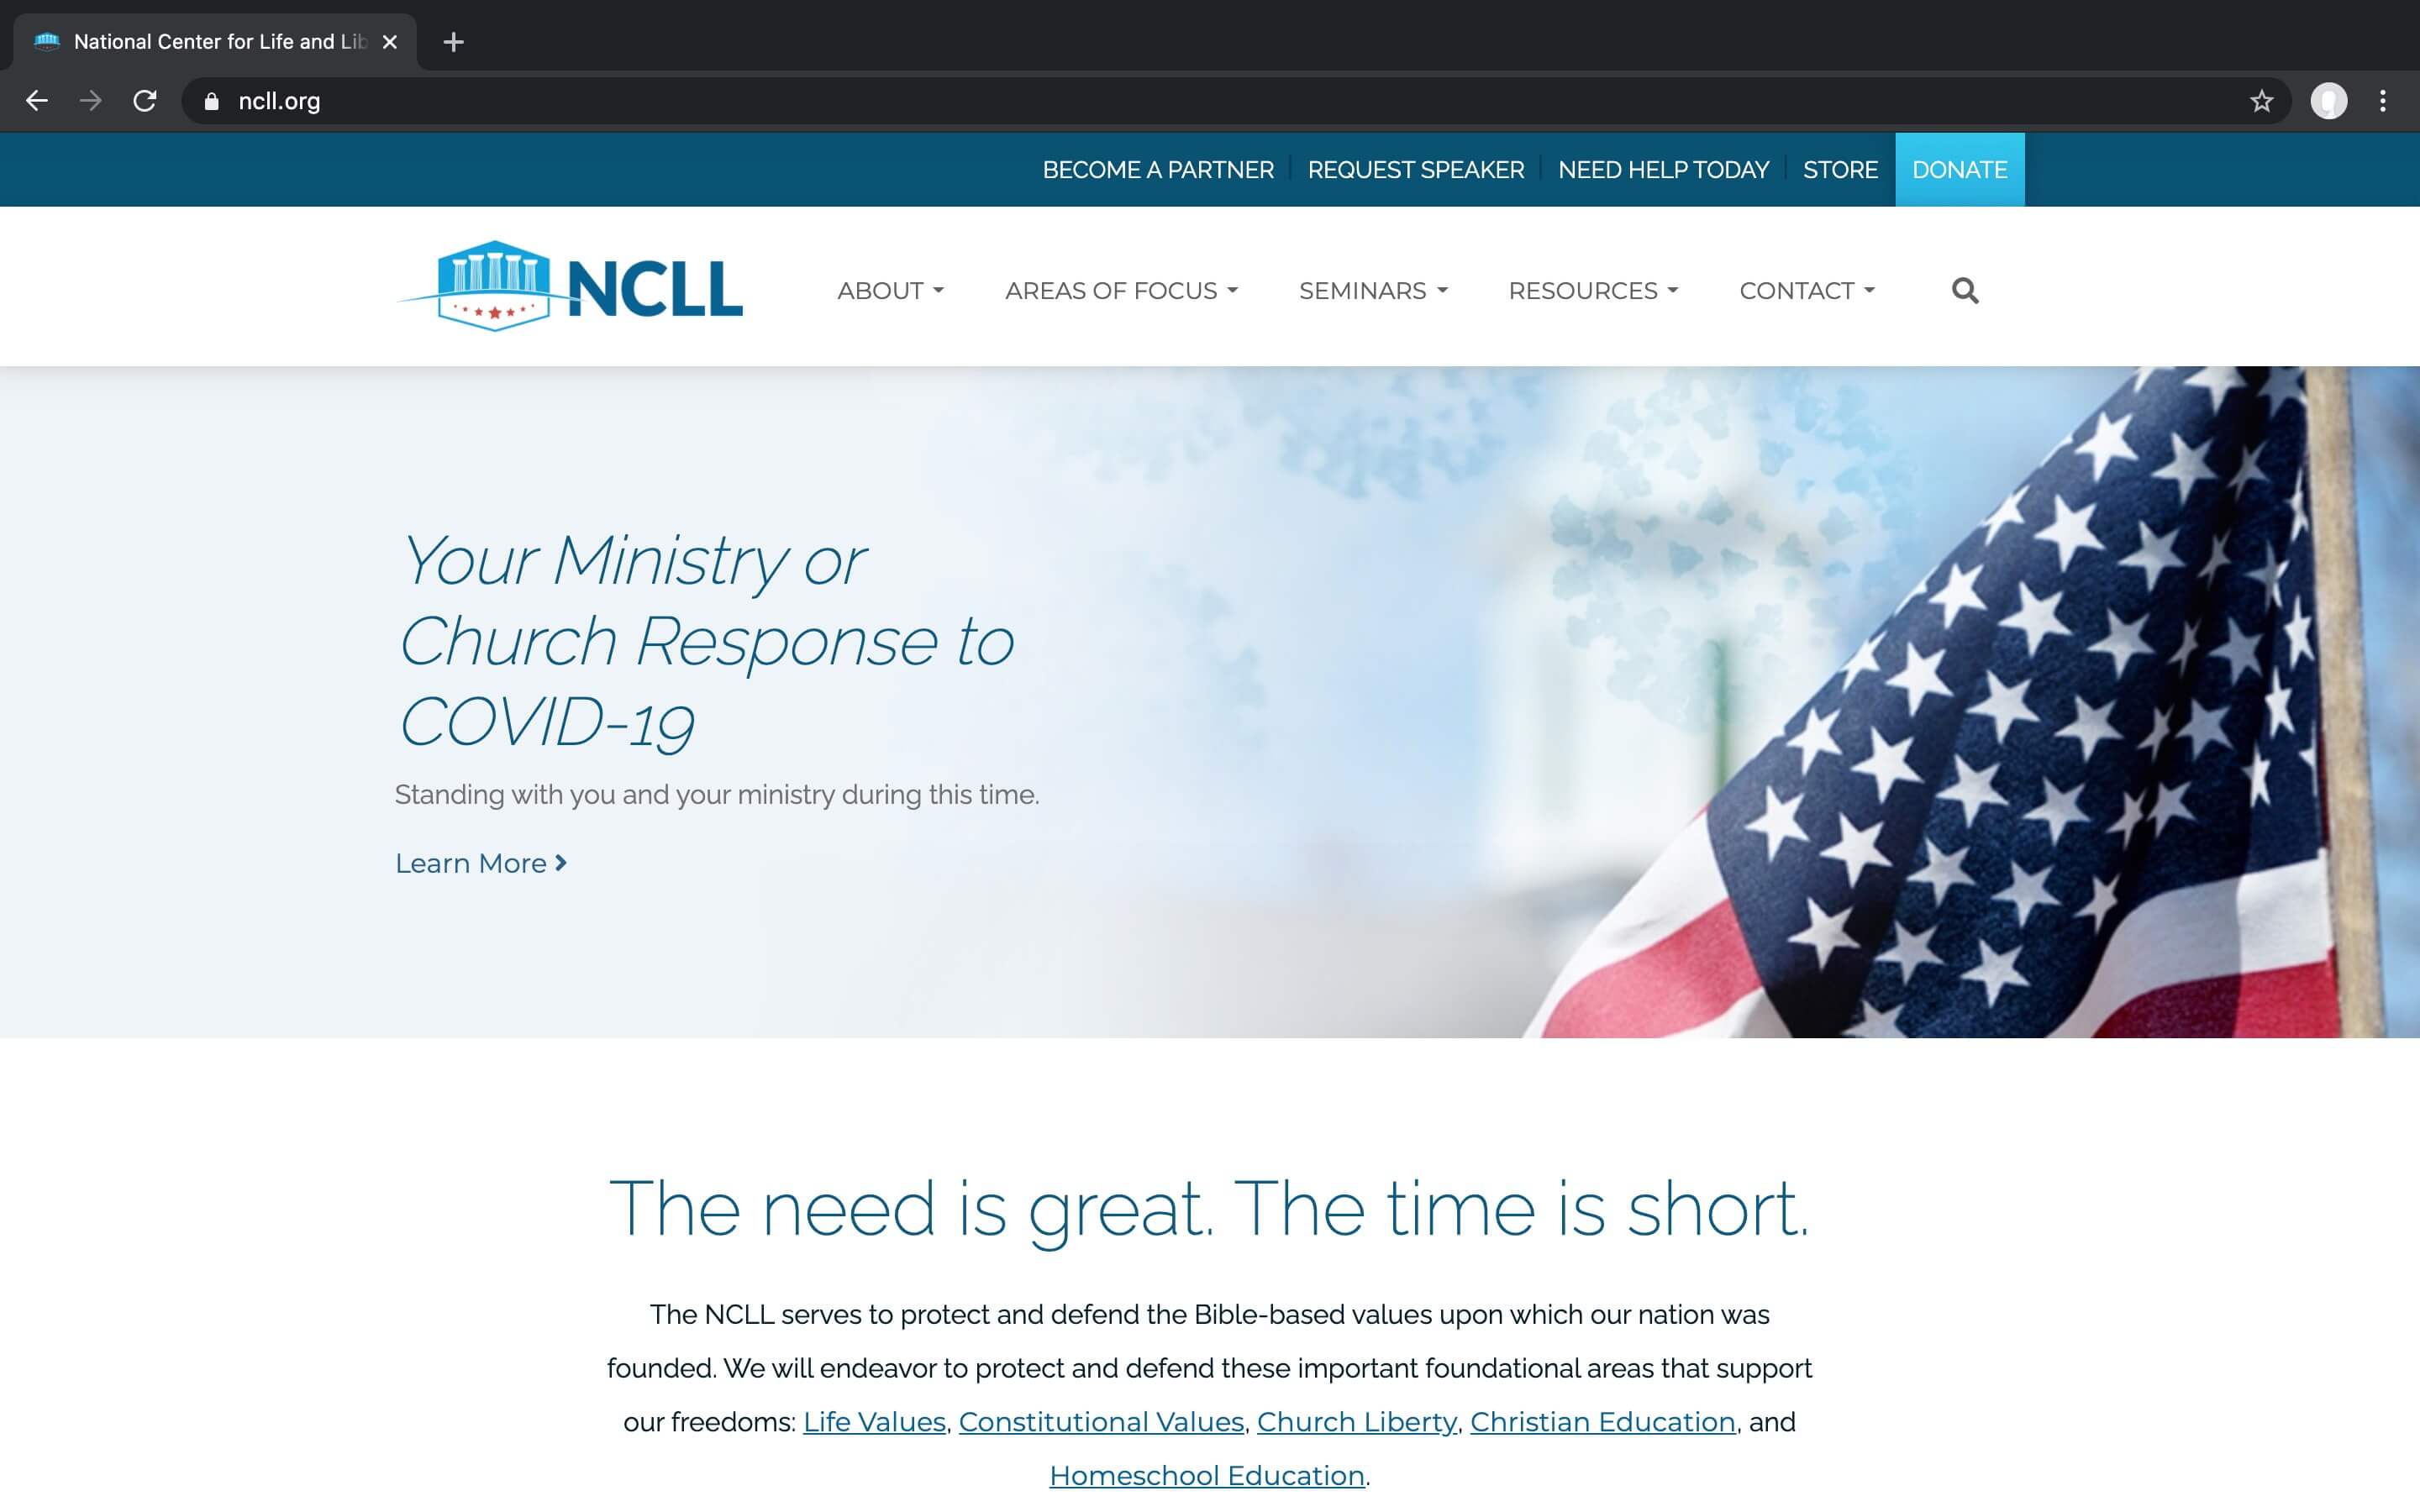 National Center for Life and Lib
ncll.org
BECOME A PARTNER REQUEST SPEAKER NEED HELP TODAY STORE DONATE
NCLL ABOUT AREAS OF FOCUS SEMINARS RESOURCES CONTACT
Your Ministry or
Church Response to
COVID-19
Standing with you and your ministry during this time.
Learn More
The need is great. The time is short.
The NCLL serves to protect and defend the Bible-based values upon which our nation was
founded. We will endeavor to protect and defend these important foundational areas that support
our freedoms: Life Values, Constitutional Values, Church Liberty, Christian Education, and
Homeschool Education.